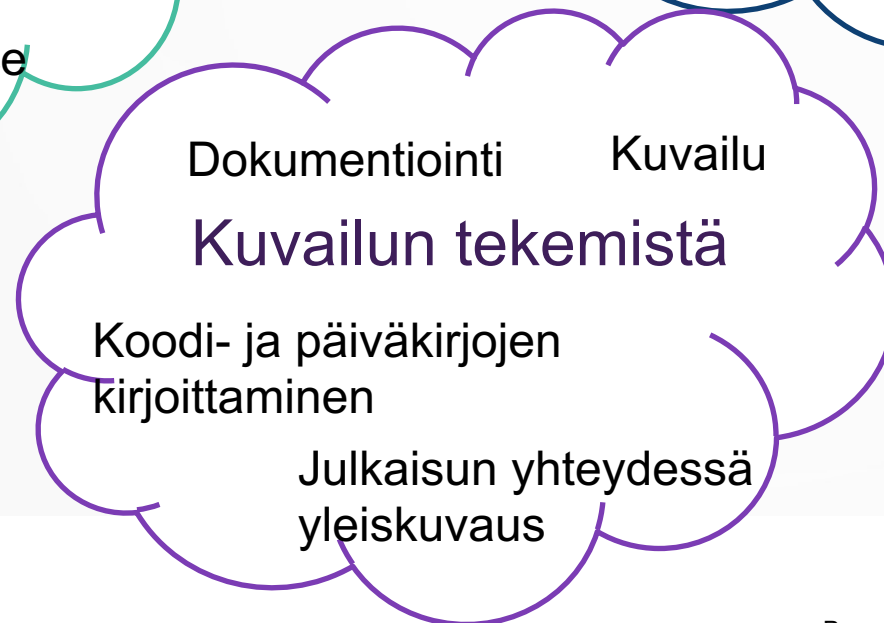 e
Dokumentiointi
Kuvailu
Kuvailun tekemistä
Koodi- ja päiväkirjojen
kirjoittaminen
Julkaisun yhteydessä
yleiskuvaus